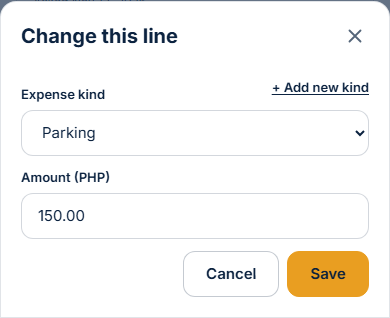 Change this line
+ Add new kind
Expense kind
Parking
Amount (PHP)
150.00
Cancel
Save